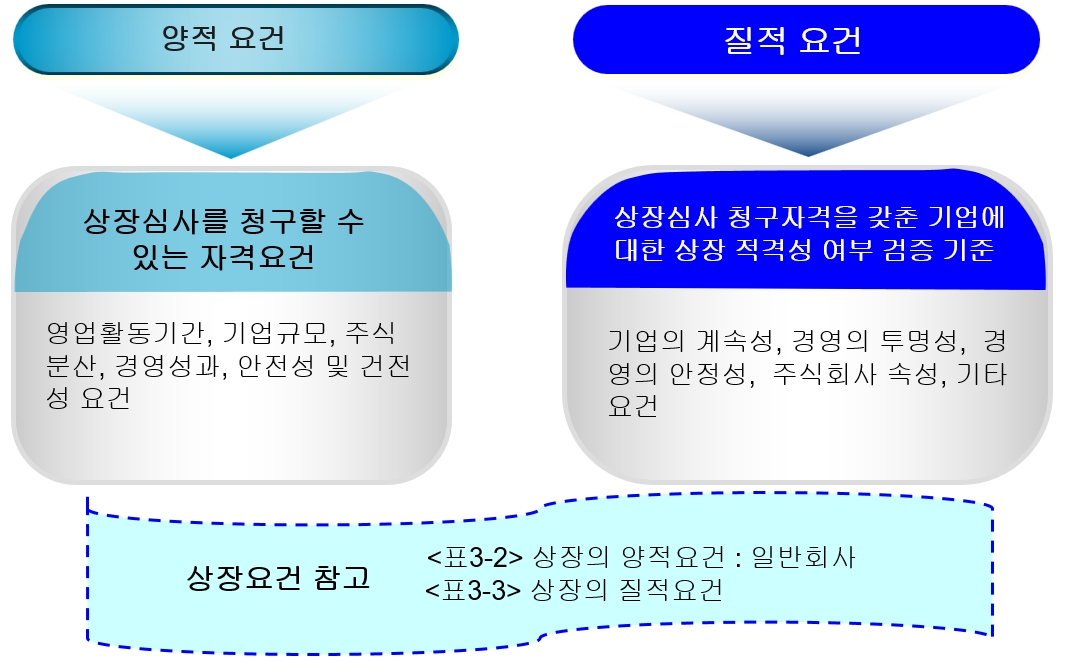 양적 요건
질적 요건
상장심사를 청구할 수
있는 자격요건
영업활동기간, 기업규모, 주식
분산, 경영성과, 안전성 및 건전
성 요건
상장심사 청구자격을 갖춘 기업에
대한 상장 적격성 여부 검증 기준
기업의 계속성, 경영의 투명성, 경
영의 안정성, 주식회사 속성, 기타
요건
상장요건 참고
<표3-2> 상장의 양적요건 : 일반회사
<표3-3> 상장의 질적요건